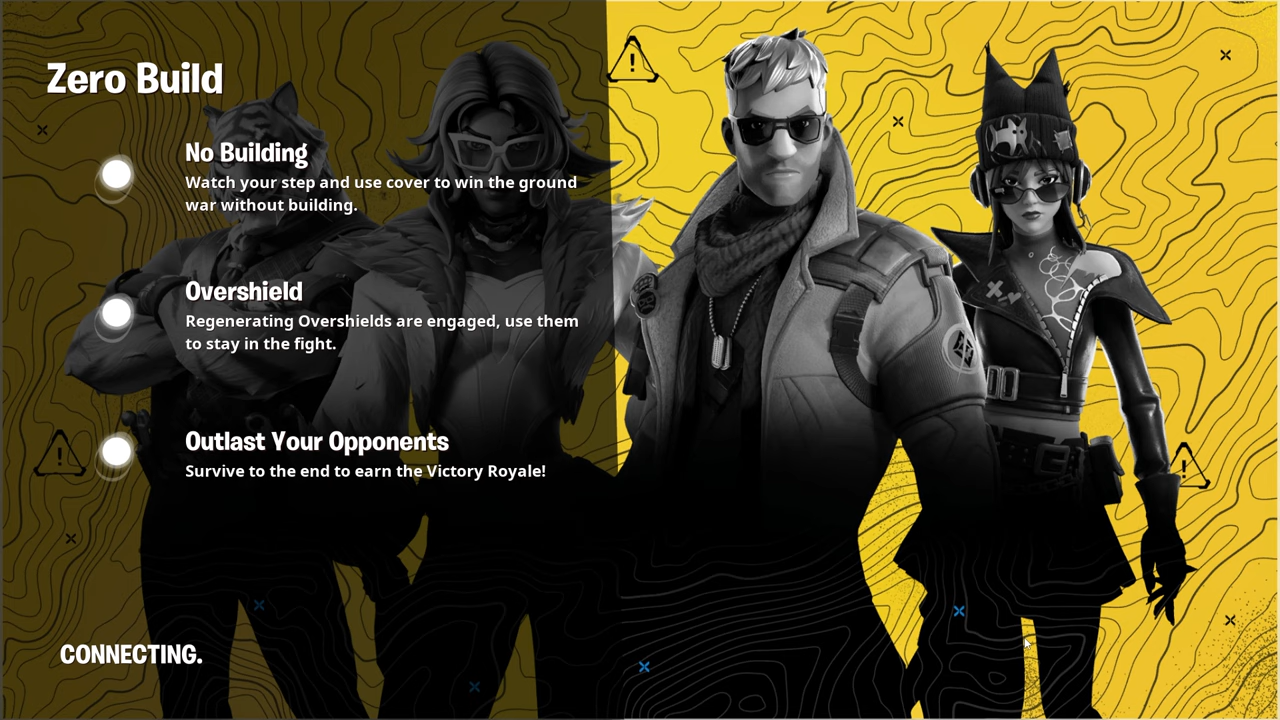 Zero Build
No Building
Watch your step and use cover to win the ground
war without building.
Overshield
Regenerating Overshields are engaged, use them
to stay in the fight.
Outlast Your Opponents
Survive to the end to earn the Victory Royale!
CONNECTING.